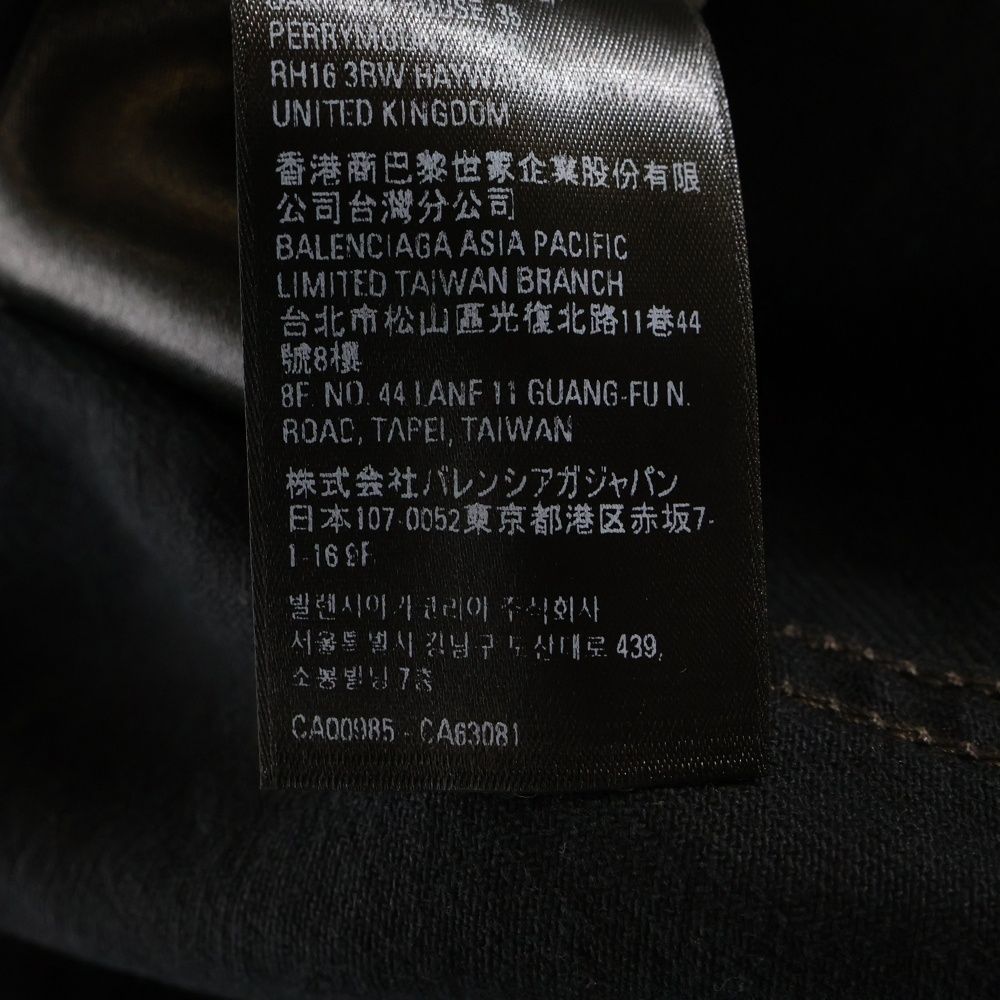 USE 36
PERRYMOU
RH16 3RW HAYWA
UNITED KINGDOM
香港商巴黎世家企業股份有限
公司台灣分公司
BALENCIAGA ASIA PACIFIC
LIMITED TAIWAN BRANCH
台北市松山區光復北路11巷44
號8樓
8F. NO. 44 LANE 11 GUANG-FU N.
ROAD, TAPEI, TAIWAN
株式会社バレンシアガジャパン
日本107-0052東京都港区赤坂7-
1-16 9F
발렌시아가코리아 주식회사
서울특별시 강남구 도산대로 439,
소봉빌딩 7층
CA00985 - CA63081